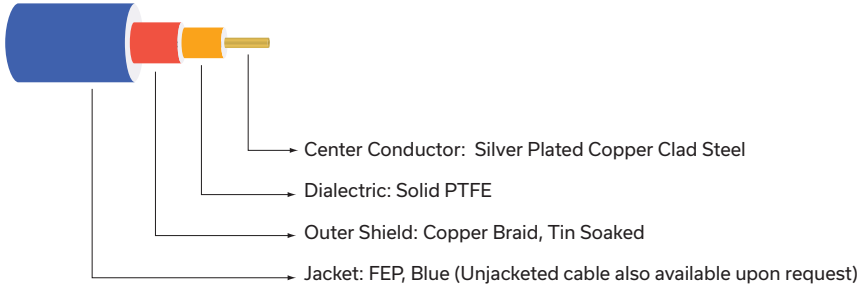 Center Conductor: Silver Plated Copper Clad Steel
Dialectric: Solid PTFE
Outer Shield: Copper Braid, Tin Soaked
Jacket: FEP, Blue (Unjacketed cable also available upon request)